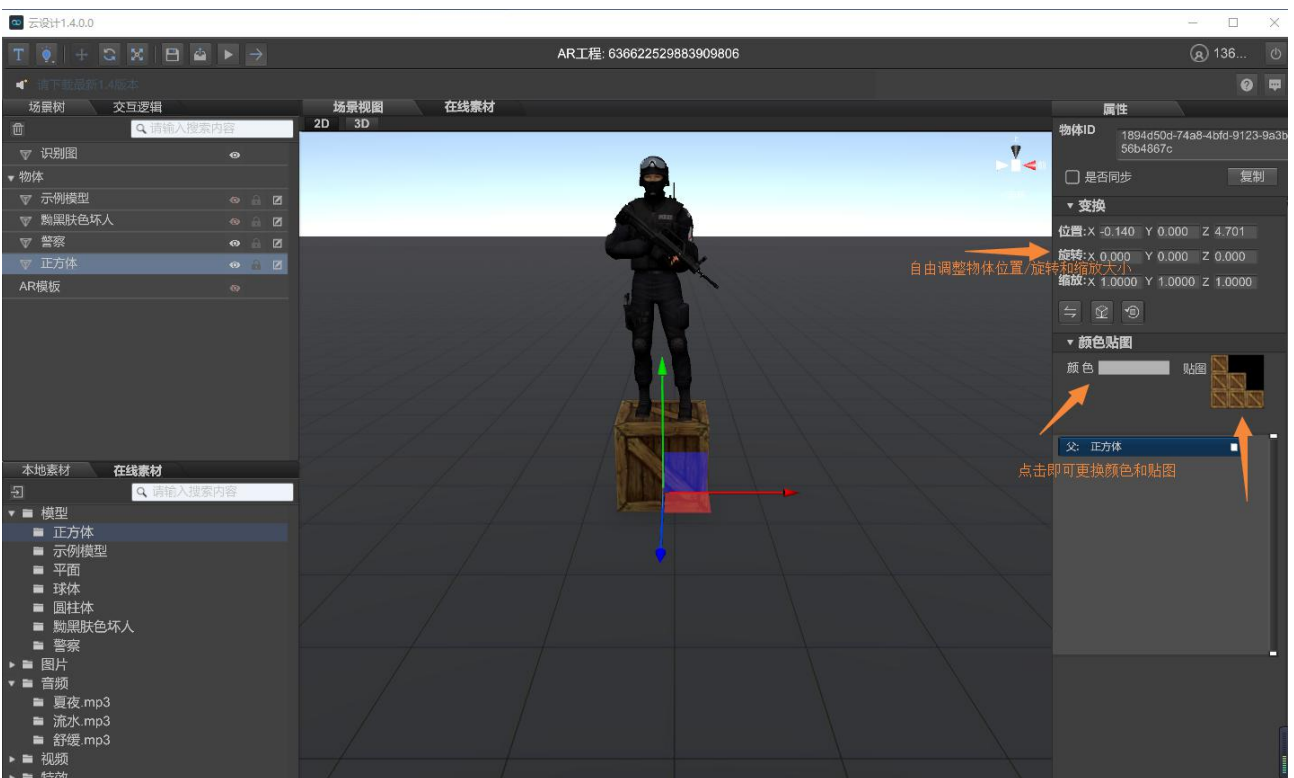 云设计1.4.0.0
AR工程: 636622529883909806
136...
请下载最新1.4版本
场景树 交互逻辑
请输入搜索内容
识别图
物体
示例模型
黝黑肤色坏人
警察
正方体
AR模板
场景视图 在线素材
2D 3D
自由调整物体位置/旋转和缩放大小
属性
物体ID
1894d50d-74a8-4bfd-9123-9a3b
56b4867c
是否同步 复制
变换
位置:X -0.140 Y 0.000 Z 4.701
旋转:X 0.000 Y 0.000 Z 0.000
缩放:X 1.0000 Y 1.0000 Z 1.0000
颜色贴图
颜色 贴图
父: 正方体
点击即可更换颜色和贴图
本地素材 在线素材
请输入搜索内容
模型
正方体
示例模型
平面
球体
圆柱体
黝黑肤色坏人
警察
图片
音频
夏夜.mp3
流水.mp3
舒缓.mp3
视频
特效